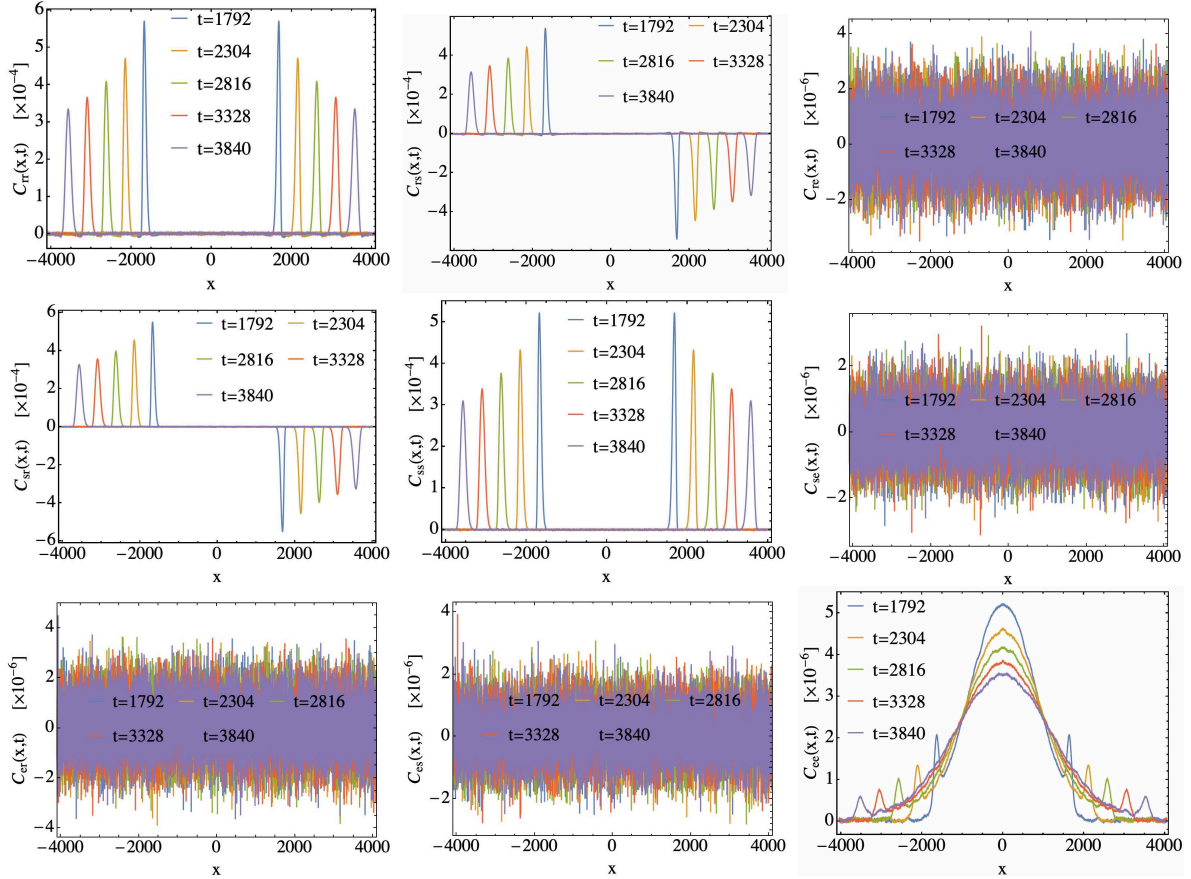 C_rr(x,t) [×10⁻⁴]
6
5
4
3
2
1
0
t=1792
t=2304
t=2816
t=3328
t=3840
−4000 −2000 0 2000 4000
x
C_rs(x,t) [×10⁻⁴]
4
2
0
−2
−4
t=1792 t=2304
t=2816 t=3328
t=3840
−4000 −2000 0 2000 4000
x
C_re(x,t) [×10⁻⁶]
4
2
0
−2
t=1792 t=2304 t=2816
t=3328 t=3840
−4000 −2000 0 2000 4000
x
C_sr(x,t) [×10⁻⁴]
6
4
2
0
−2
−4
−6
t=1792 t=2304
t=2816 t=3328
t=3840
−4000 −2000 0 2000 4000
x
C_ss(x,t) [×10⁻⁴]
5
4
3
2
1
0
t=1792
t=2304
t=2816
t=3328
t=3840
−4000 −2000 0 2000 4000
x
C_se(x,t) [×10⁻⁶]
2
0
−2
t=1792 t=2304 t=2816
t=3328 t=3840
−4000 −2000 0 2000 4000
x
C_er(x,t) [×10⁻⁶]
4
2
0
−2
−4
t=1792 t=2304 t=2816
t=3328 t=3840
−4000 −2000 0 2000 4000
x
C_es(x,t) [×10⁻⁶]
4
2
0
−2
t=1792 t=2304 t=2816
t=3328 t=3840
−4000 −2000 0 2000 4000
x
C_ee(x,t) [×10⁻⁶]
5
4
3
2
1
0
t=1792
t=2304
t=2816
t=3328
t=3840
−4000 −2000 0 2000 4000
x